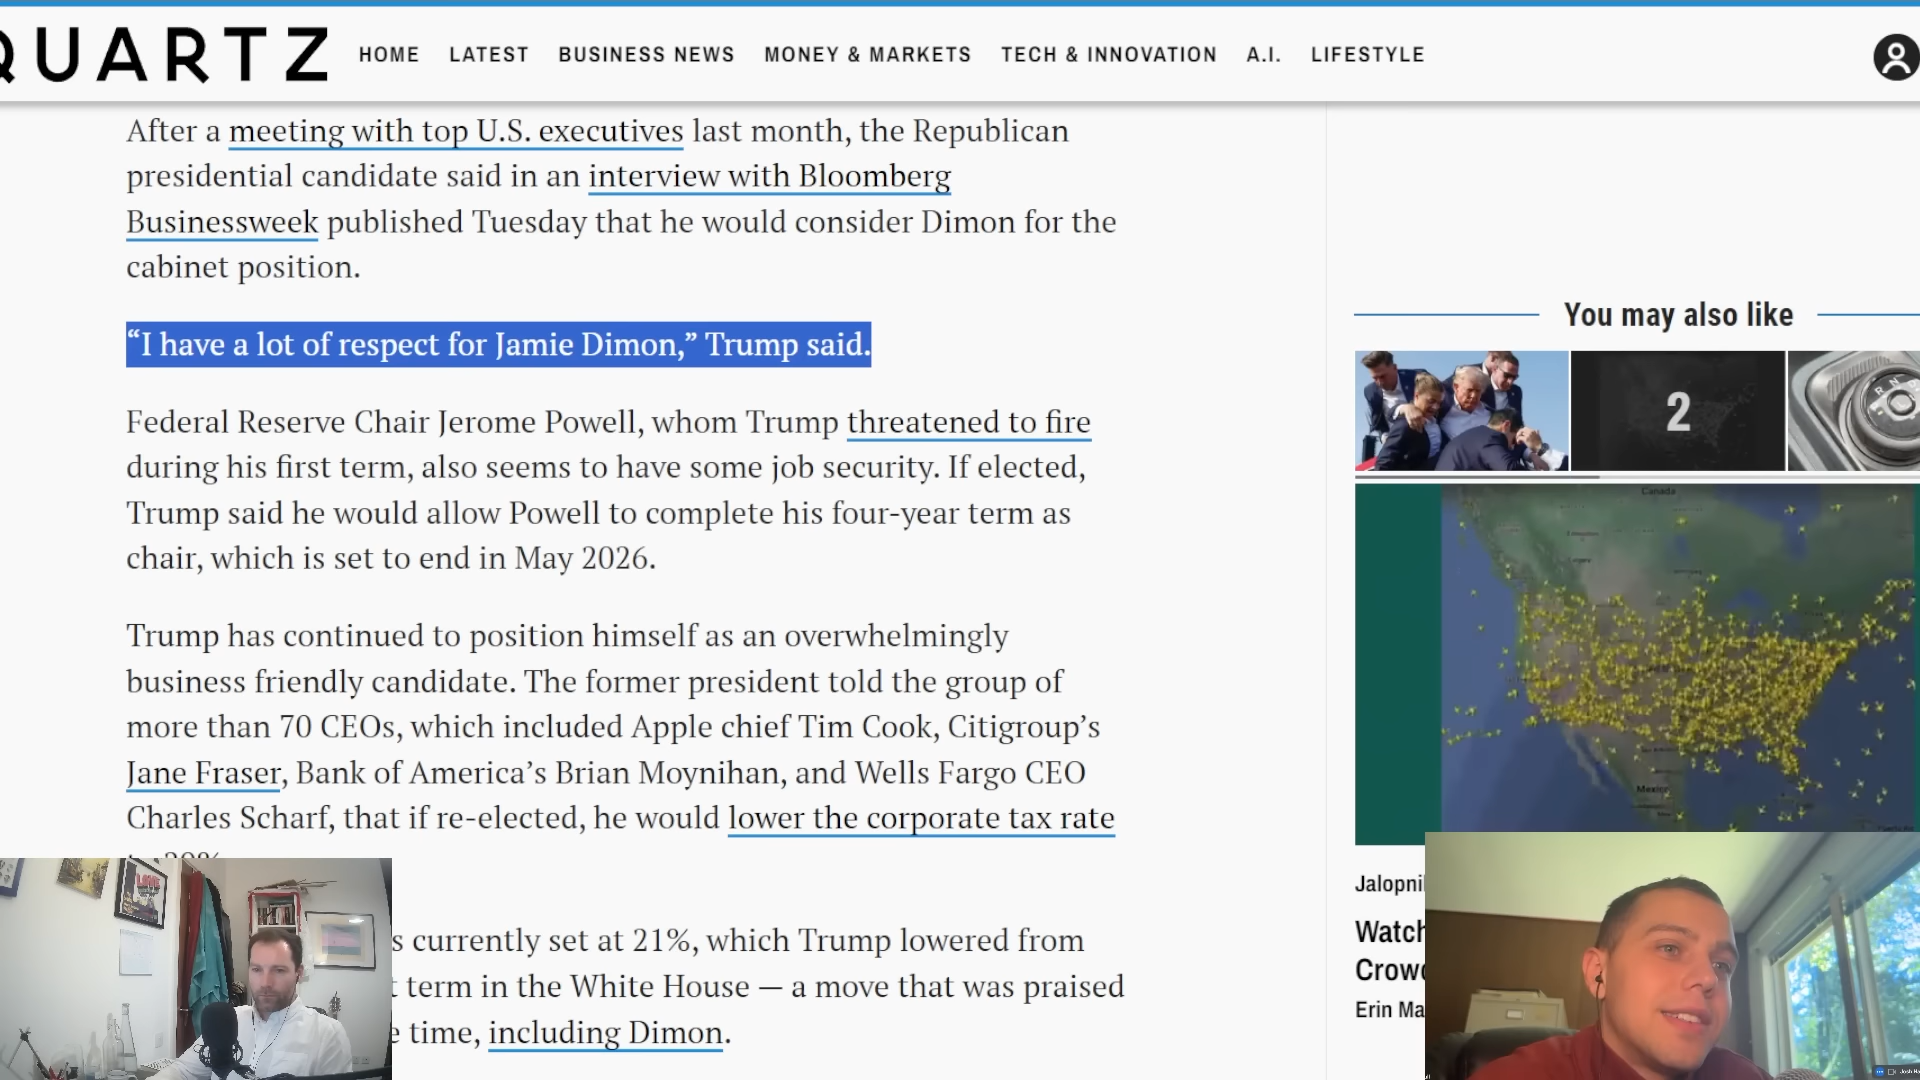 QUARTZ
HOME LATEST BUSINESS NEWS MONEY & MARKETS TECH & INNOVATION A.I. LIFESTYLE
After a meeting with top U.S. executives last month, the Republican
presidential candidate said in an interview with Bloomberg
Businessweek published Tuesday that he would consider Dimon for the
cabinet position.
“I have a lot of respect for Jamie Dimon,” Trump said.
Federal Reserve Chair Jerome Powell, whom Trump threatened to fire
during his first term, also seems to have some job security. If elected,
Trump said he would allow Powell to complete his four-year term as
chair, which is set to end in May 2026.
Trump has continued to position himself as an overwhelmingly
business friendly candidate. The former president told the group of
more than 70 CEOs, which included Apple chief Tim Cook, Citigroup’s
Jane Fraser, Bank of America’s Brian Moynihan, and Wells Fargo CEO
Charles Scharf, that if re-elected, he would lower the corporate tax rate
s currently set at 21%, which Trump lowered from
t term in the White House — a move that was praised
e time, including Dimon.
You may also like
2
R N D
Canada
Mexico
Jalopni
Watch
Crow
Erin Ma